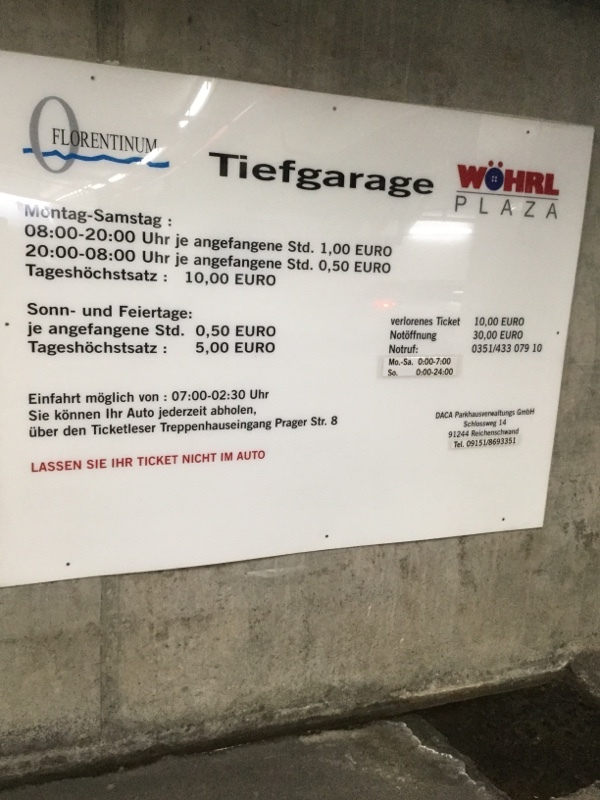 FLORENTINUM
Tiefgarage
WÖHRL
PLAZA
Montag-Samstag :
08:00-20:00 Uhr je angefangene Std. 1,00 EURO
20:00-08:00 Uhr je angefangene Std. 0,50 EURO
Tageshöchstsatz : 10,00 EURO
Sonn- und Feiertage:
je angefangene Std. 0,50 EURO
Tageshöchstsatz : 5,00 EURO
verlorenes Ticket 10,00 EURO
Notöffnung 30,00 EURO
Notruf: 0351/433 079 10
Mo.-Sa. 0:00-7:00
So. 0:00-24:00
Einfahrt möglich von : 07:00-02:30 Uhr
Sie können Ihr Auto jederzeit abholen,
über den Ticketleser Treppenhauseingang Prager Str. 8
LASSEN SIE IHR TICKET NICHT IM AUTO
DACA Parkhausverwaltungs GmbH
Schlossweg 14
91244 Reichenschwand
Tel. 09151/8693351